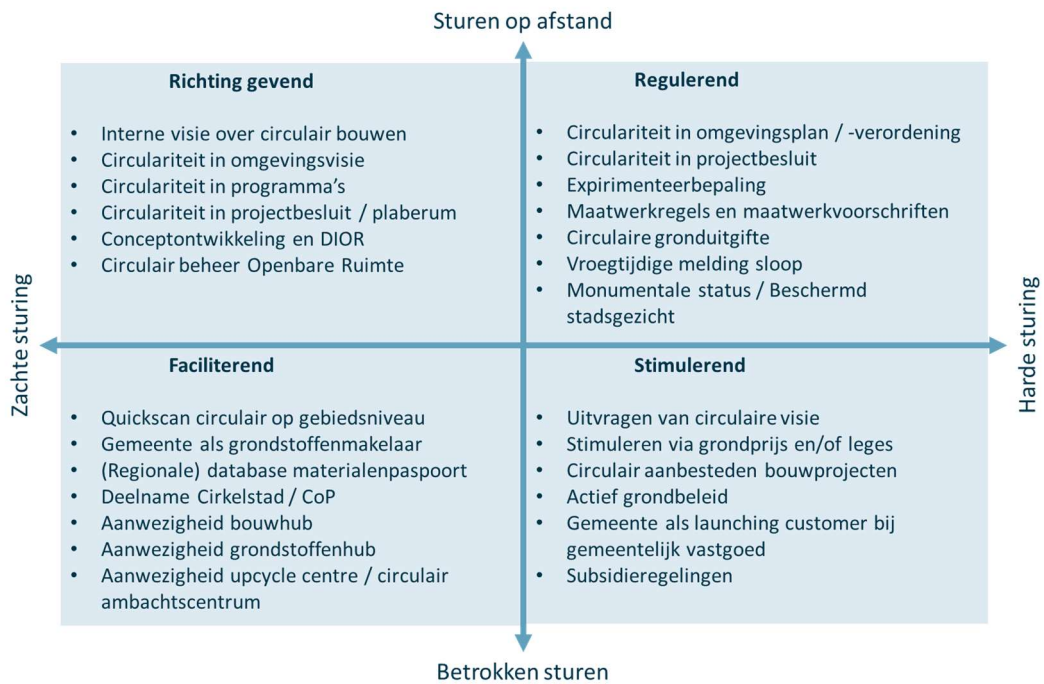 Sturen op afstand
Richting gevend
• Interne visie over circulair bouwen
• Circulariteit in omgevingsvisie
• Circulariteit in programma's
• Circulariteit in projectbesluit / plaberum
• Conceptontwikkeling en DIOR
• Circulair beheer Openbare Ruimte
Regulerend
• Circulariteit in omgevingsplan / -verordening
• Circulariteit in projectbesluit
• Expirimenteerbepaling
• Maatwerkregels en maatwerkvoorschriften
• Circulaire gronduitgifte
• Vroegtijdige melding sloop
• Monumentale status / Beschermd
stadsgezicht
Zachte sturing
Harde sturing
Faciliterend
• Quickscan circulair op gebiedsniveau
• Gemeente als grondstoffenmakelaar
• (Regionale) database materialenpaspoort
• Deelname Cirkelstad / CoP
• Aanwezigheid bouwhub
• Aanwezigheid grondstoffenhub
• Aanwezigheid upcycle centre / circulair
ambachtscentrum
Stimulerend
• Uitvragen van circulaire visie
• Stimuleren via grondprijs en/of leges
• Circulair aanbesteden bouwprojecten
• Actief grondbeleid
• Gemeente als launching customer bij
gemeentelijk vastgoed
• Subsidieregelingen
Betrokken sturen